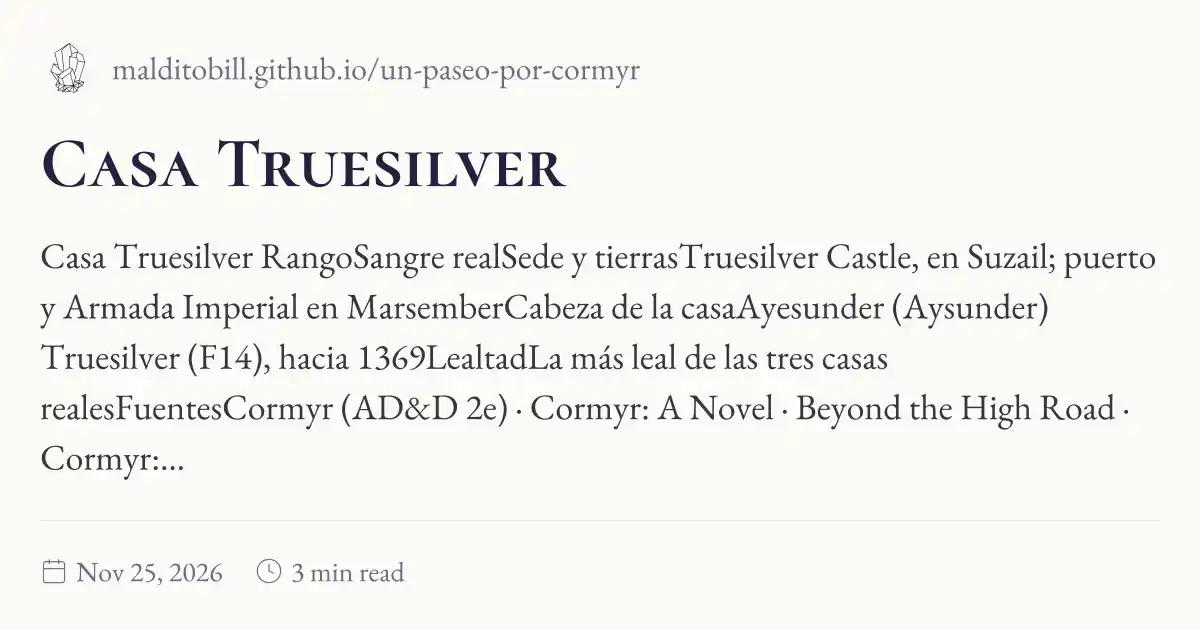 malditobill.github.io/un-paseo-por-cormyr
Casa Truesilver
Casa Truesilver RangoSangre realSede y tierrasTruesilver Castle, en Suzail; puerto
y Armada Imperial en MarsemberCabeza de la casaAyesunder (Aysunder)
Truesilver (F14), hacia 1369LealtadLa más leal de las tres casas
realesFuentesCormyr (AD&D 2e) · Cormyr: A Novel · Beyond the High Road ·
Cormyr:...
Nov 25, 2026 3 min read